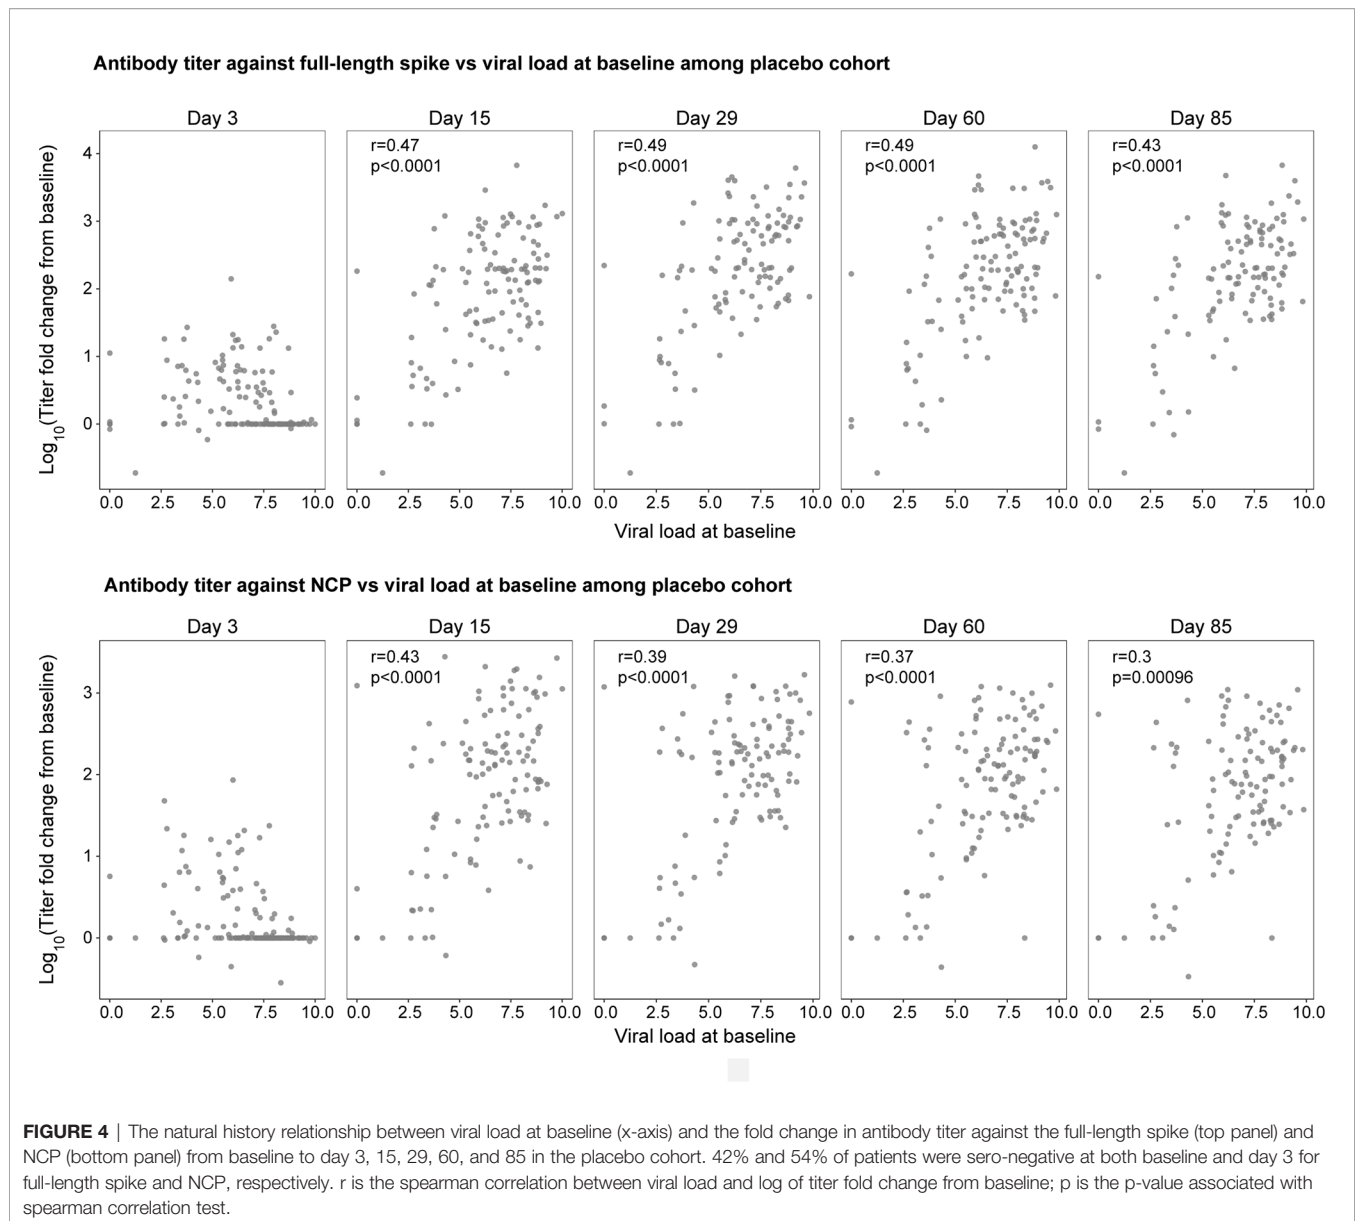 Antibody titer against full-length spike vs viral load at baseline among placebo cohort
Day 3 Day 15 Day 29 Day 60 Day 85
r=0.47 r=0.49 r=0.49 r=0.43
p<0.0001 p<0.0001 p<0.0001 p<0.0001
4
3
2
1
0
Log10(Titer fold change from baseline)
0.0 2.5 5.0 7.5 10.0 0.0 2.5 5.0 7.5 10.0 0.0 2.5 5.0 7.5 10.0 0.0 2.5 5.0 7.5 10.0 0.0 2.5 5.0 7.5 10.0
Viral load at baseline
Antibody titer against NCP vs viral load at baseline among placebo cohort
Day 3 Day 15 Day 29 Day 60 Day 85
r=0.43 r=0.39 r=0.37 r=0.3
p<0.0001 p<0.0001 p<0.0001 p=0.00096
3
2
1
0
Log10(Titer fold change from baseline)
0.0 2.5 5.0 7.5 10.0 0.0 2.5 5.0 7.5 10.0 0.0 2.5 5.0 7.5 10.0 0.0 2.5 5.0 7.5 10.0 0.0 2.5 5.0 7.5 10.0
Viral load at baseline
FIGURE 4 | The natural history relationship between viral load at baseline (x-axis) and the fold change in antibody titer against the full-length spike (top panel) and
NCP (bottom panel) from baseline to day 3, 15, 29, 60, and 85 in the placebo cohort. 42% and 54% of patients were sero-negative at both baseline and day 3 for
full-length spike and NCP, respectively. r is the spearman correlation between viral load and log of titer fold change from baseline; p is the p-value associated with
spearman correlation test.